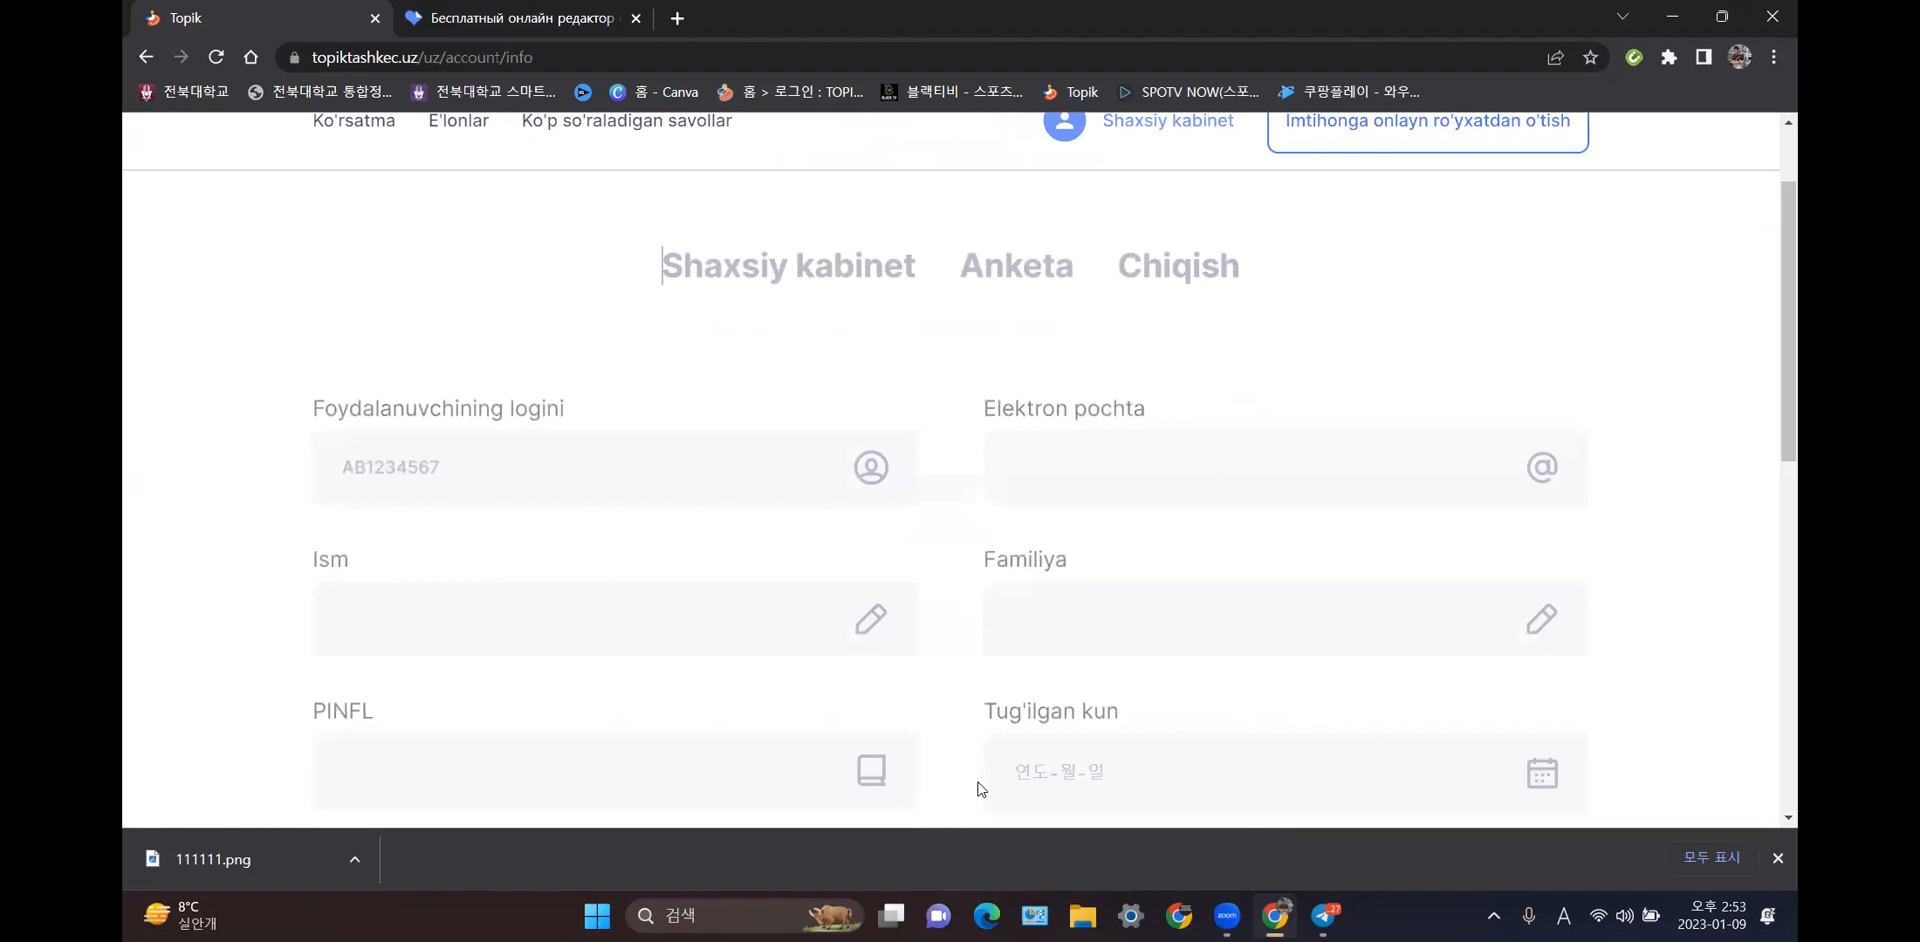 Topik
Бесплатный онлайн редактор
topiktashkec.uz/uz/account/info
전북대학교
전북대학교 통합정...
전북대학교 스마트...
홈 - Canva
홈 > 로그인 : TOPI...
블랙티비 - 스포즈...
Topik
SPOTV NOW(스포...
쿠팡플레이 - 와우...
Ko'rsatma
E'lonlar
Ko'p so'raladigan savollar
Shaxsiy kabinet
Imtihonga onlayn ro'yxatdan o'tish
Shaxsiy kabinet
Anketa
Chiqish
Foydalanuvchining logini
Elektron pochta
AB1234567
Ism
Familiya
PINFL
Tug'ilgan kun
연도-월-일
111111.png
모두 표시
8°C
실안개
검색
zoom
27
A
오후 2:53
2023-01-09